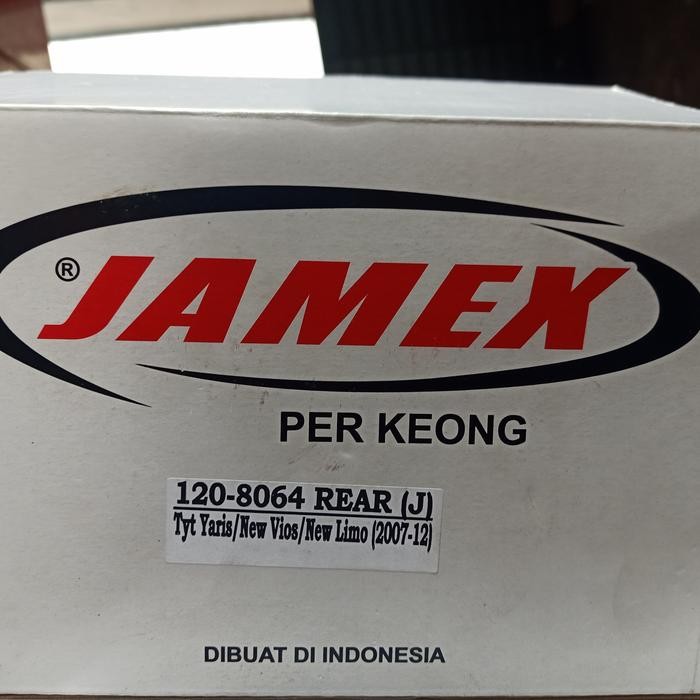 ® JAMEX
PER KEONG
120-8064 REAR (J)
Tyt Yaris/New Vios/New Limo (2007-12)
DIBUAT DI INDONESIA